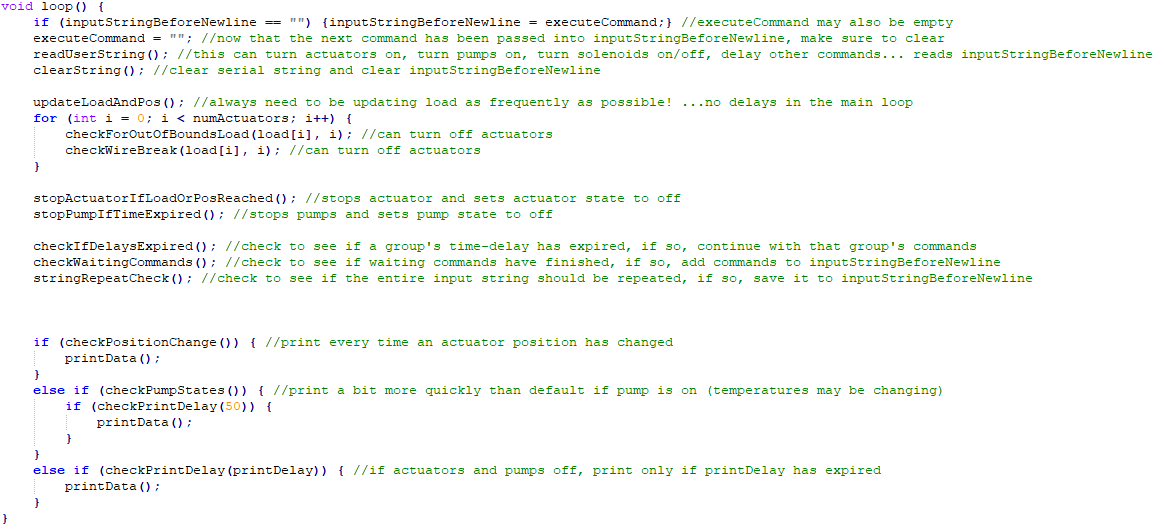 void loop() {
    if (inputStringBeforeNewline == "") {inputStringBeforeNewline = executeCommand;} //executeCommand may also be empty
    executeCommand = ""; //now that the next command has been passed into inputStringBeforeNewline, make sure to clear
    readUserString(); //this can turn actuators on, turn pumps on, turn solenoids on/off, delay other commands... reads inputStringBeforeNewline
    clearString(); //clear serial string and clear inputStringBeforeNewline

    updateLoadAndPos(); //always need to be updating load as frequently as possible! ...no delays in the main loop
    for (int i = 0; i < numActuators; i++) {
        checkForOutOfBoundsLoad(load[i], i); //can turn off actuators
        checkWireBreak(load[i], i); //can turn off actuators
    }

    stopActuatorIfLoadOrPosReached(); //stops actuator and sets actuator state to off
    stopPumpIfTimeExpired(); //stops pumps and sets pump state to off

    checkIfDelaysExpired(); //check to see if a group's time-delay has expired, if so, continue with that group's commands
    checkWaitingCommands(); //check to see if waiting commands have finished, if so, add commands to inputStringBeforeNewline
    stringRepeatCheck(); //check to see if the entire input string should be repeated, if so, save it to inputStringBeforeNewline

    if (checkPositionChange()) { //print every time an actuator position has changed
        printData();
    }
    else if (checkPumpStates()) { //print a bit more quickly than default if pump is on (temperatures may be changing)
        if (checkPrintDelay(50)) {
            printData();
        }
    }
    else if (checkPrintDelay(printDelay)) { //if actuators and pumps off, print only if printDelay has expired
        printData();
    }
}